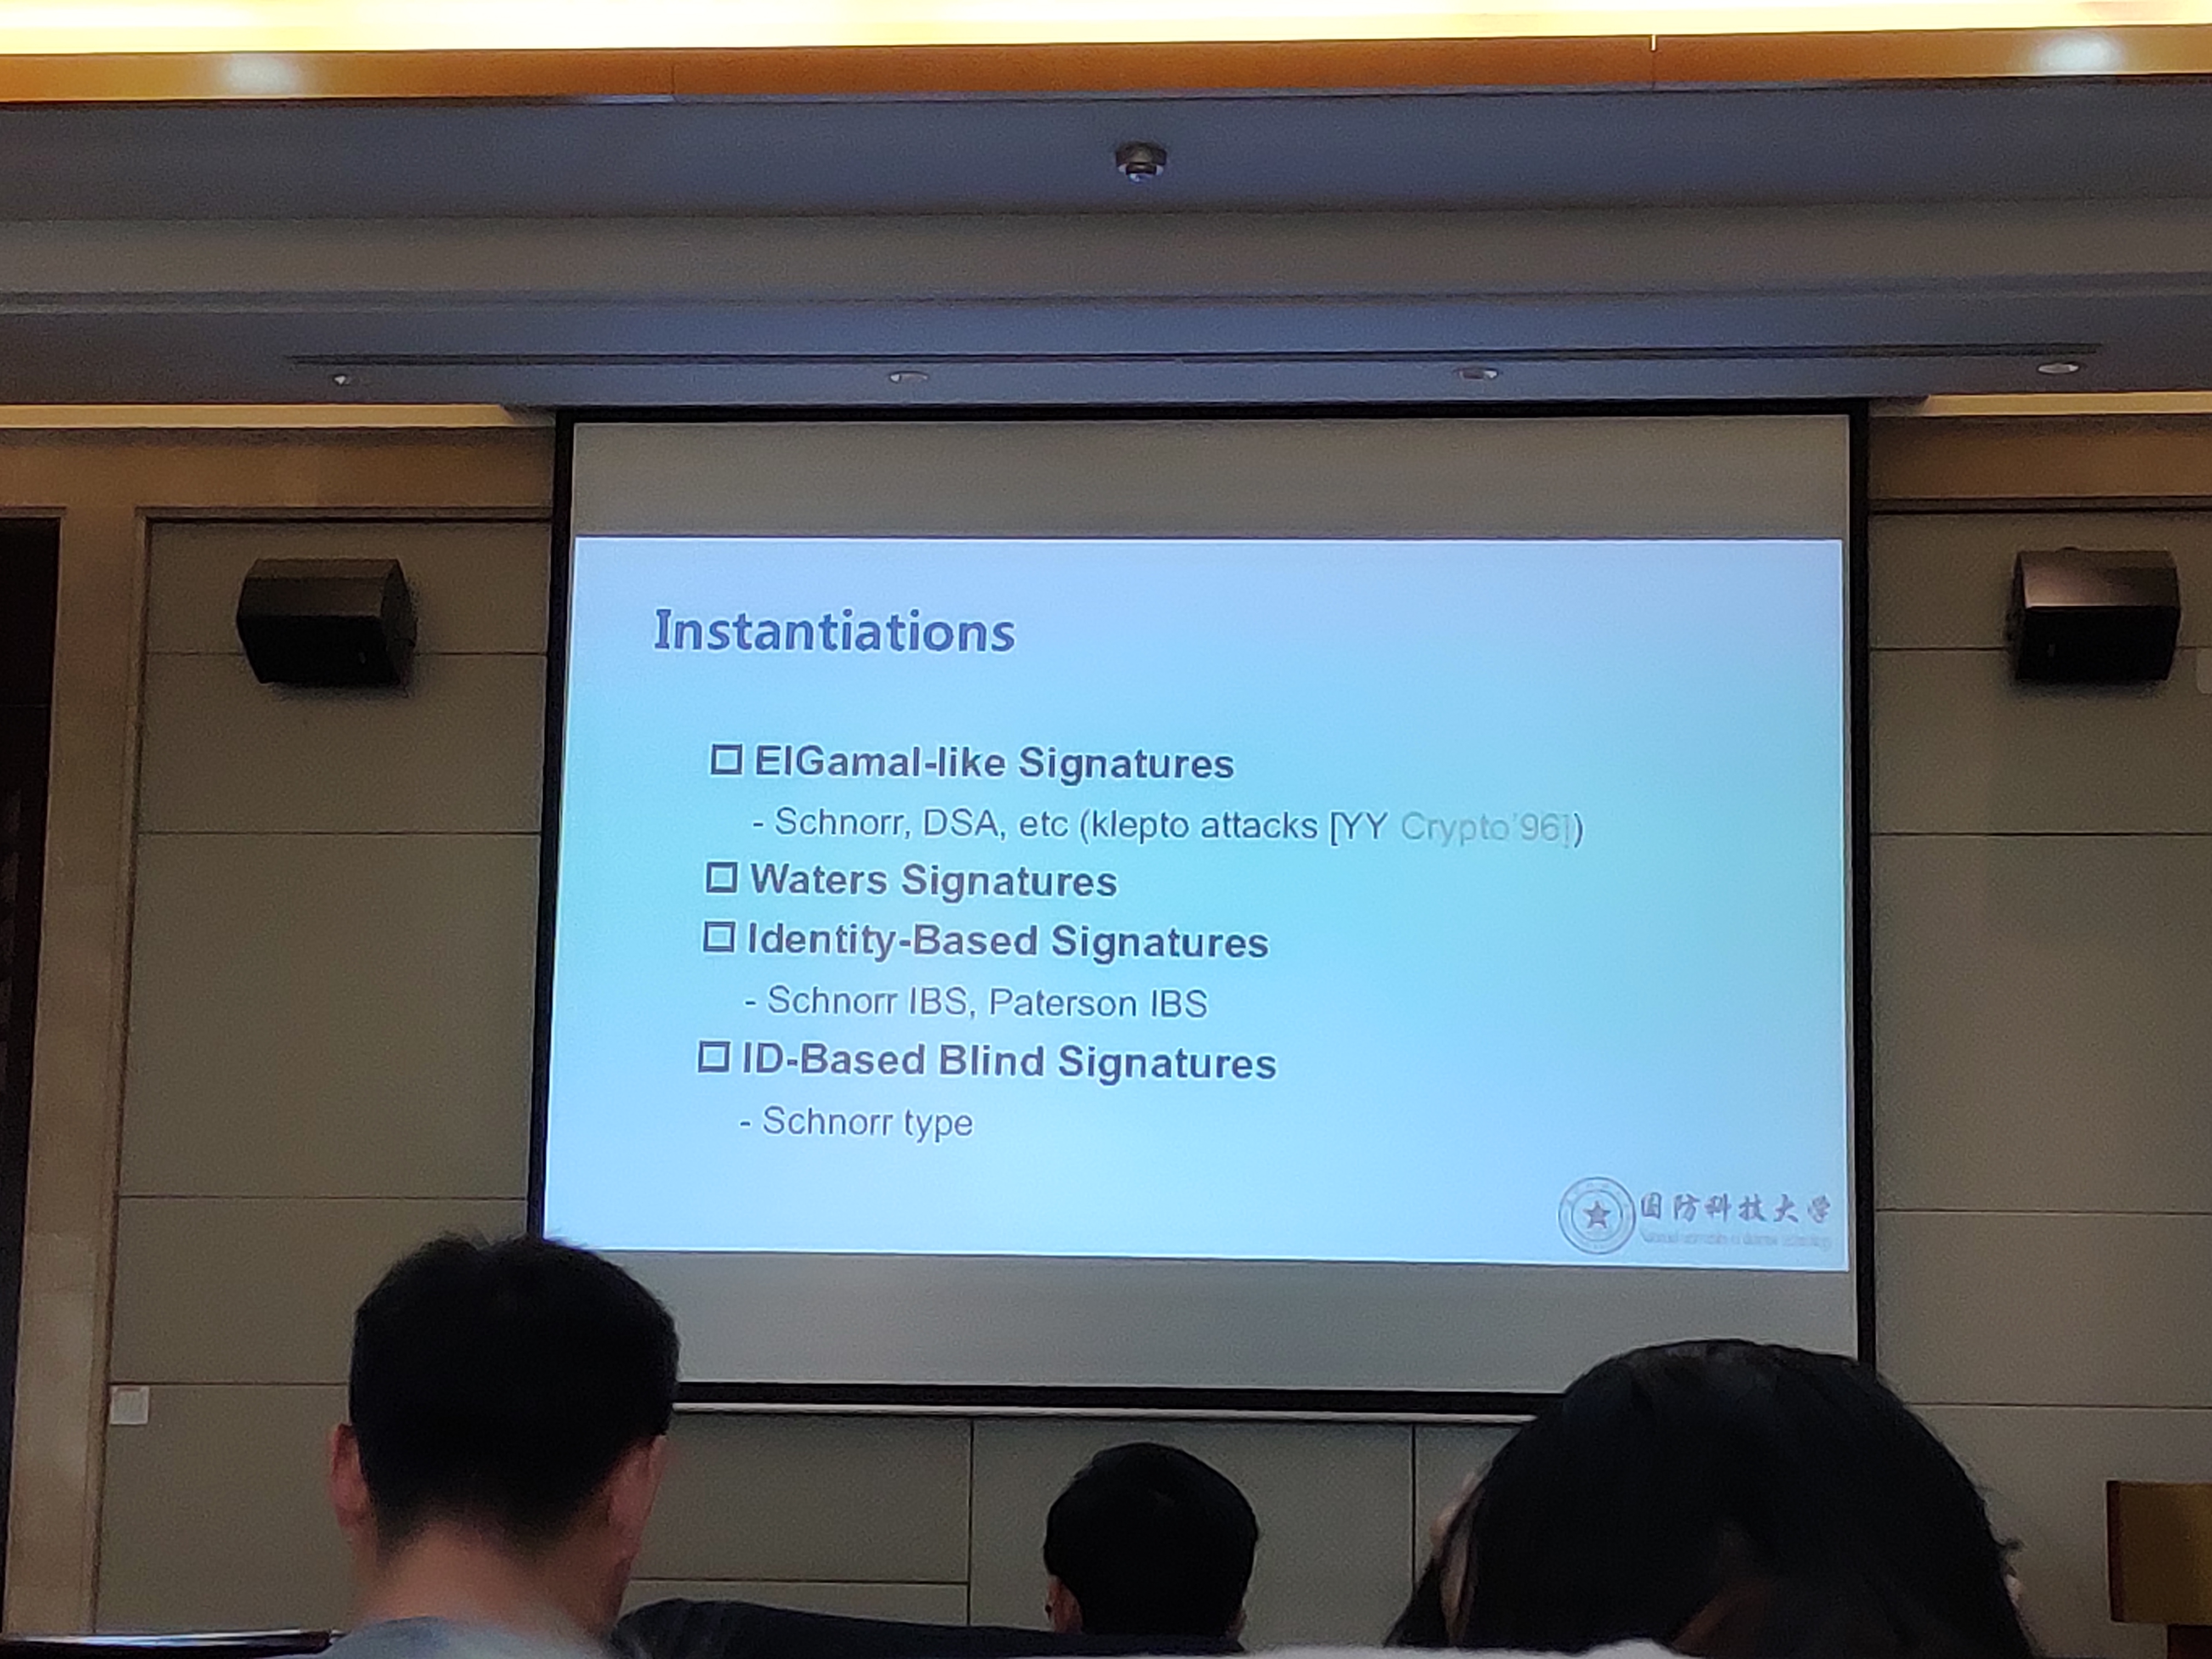 Instantiations
ElGamal-like Signatures
- Schnorr, DSA, etc (klepto attacks [YY Crypto'96])
Waters Signatures
Identity-Based Signatures
- Schnorr IBS, Paterson IBS
ID-Based Blind Signatures
- Schnorr type
国防科技大学